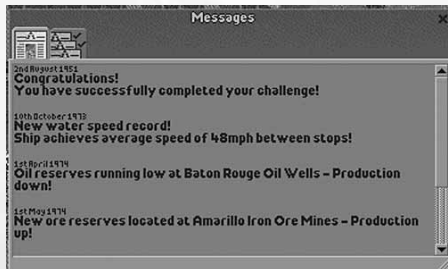 Messages
2nd August 1951
Congratulations!
You have successfully completed your challenge!
10th October 1973
New water speed record!
Ship achieves average speed of 48mph between stops!
1st April 1974
Oil reserves running low at Baton Rouge Oil Wells - Production
down!
1st May 1974
New ore reserves located at Amarillo Iron Ore Mines - Production
up!